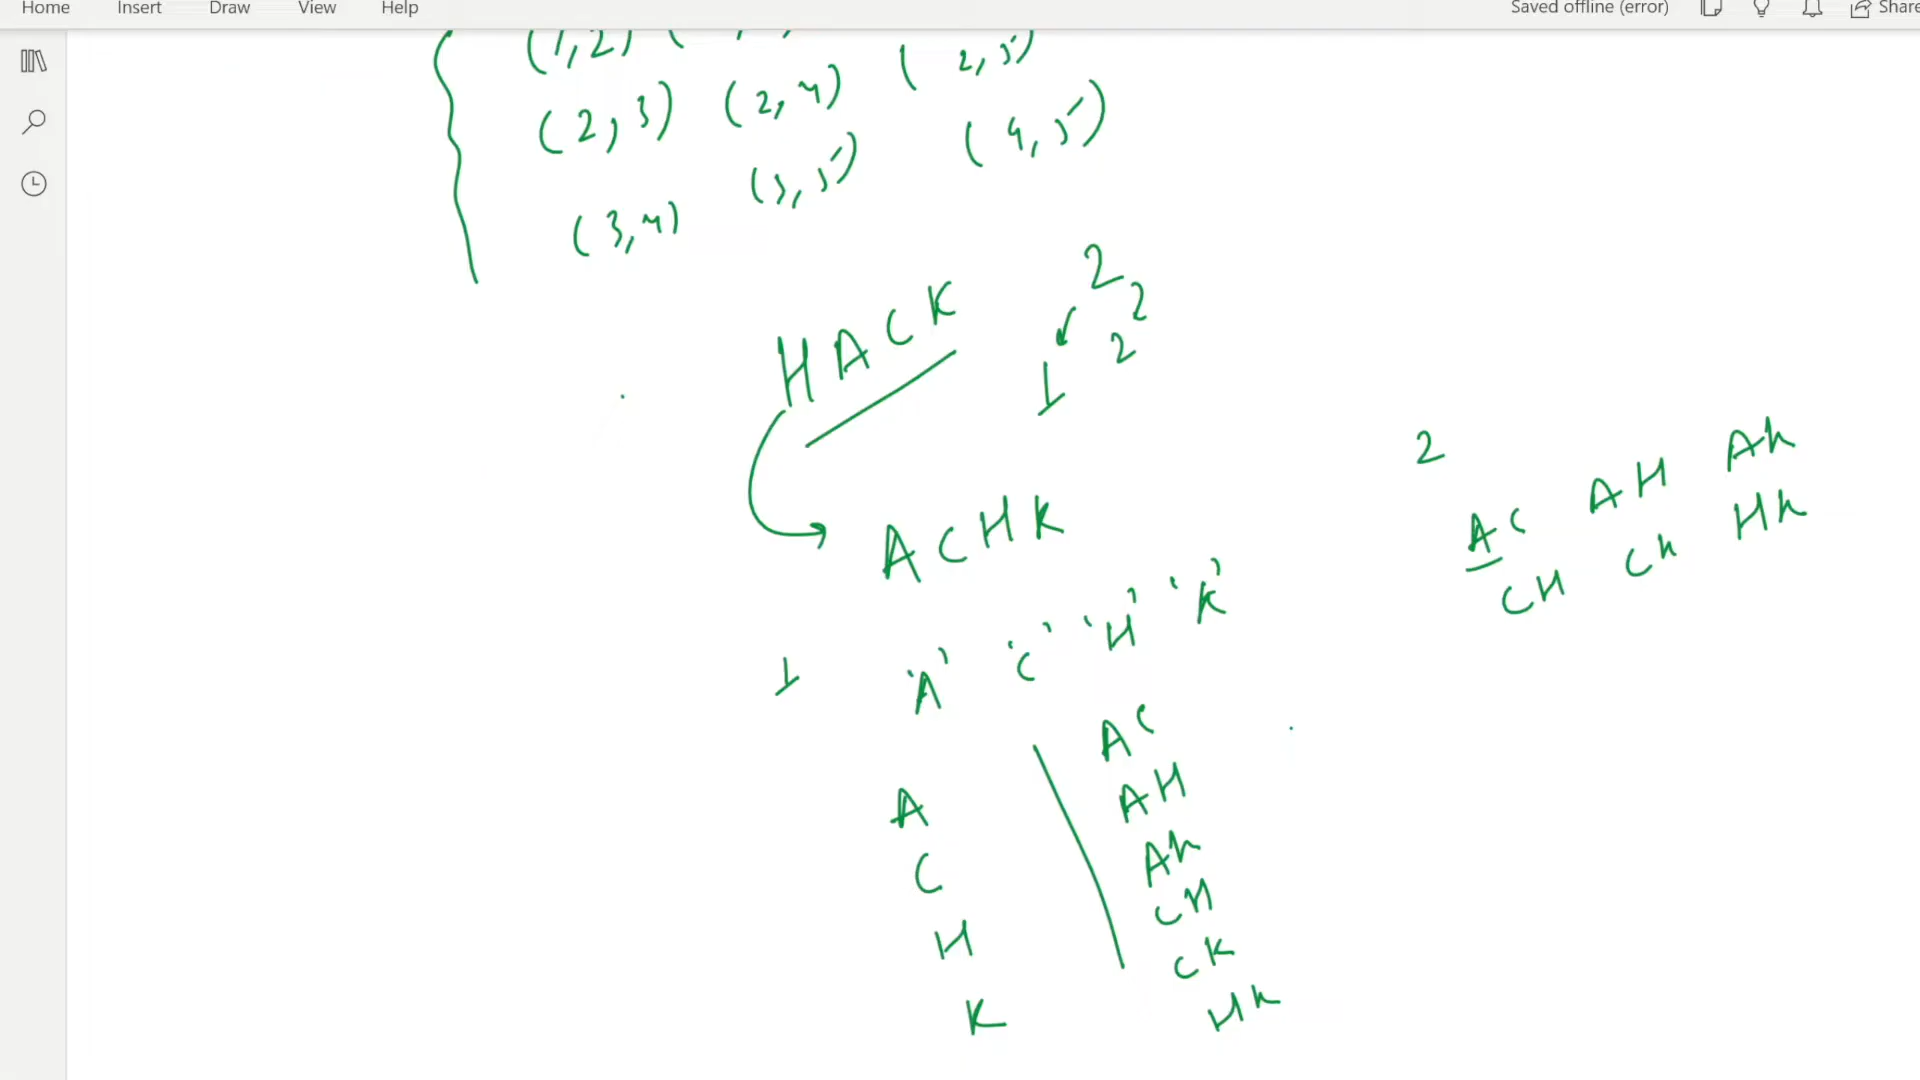 Home Insert Draw View Help Saved offline (error) Share
(1,2) ( 2,5)
(2,3) (2,4) (4,5)
(3,4) (3,5)
HACK 2
2
2
1
ACHK
2 AC AH Ak
CH Ck Hk
1 'A' 'C' 'H' 'K'
A
C
H
K
AC
AH
Ak
CH
CK
Hk